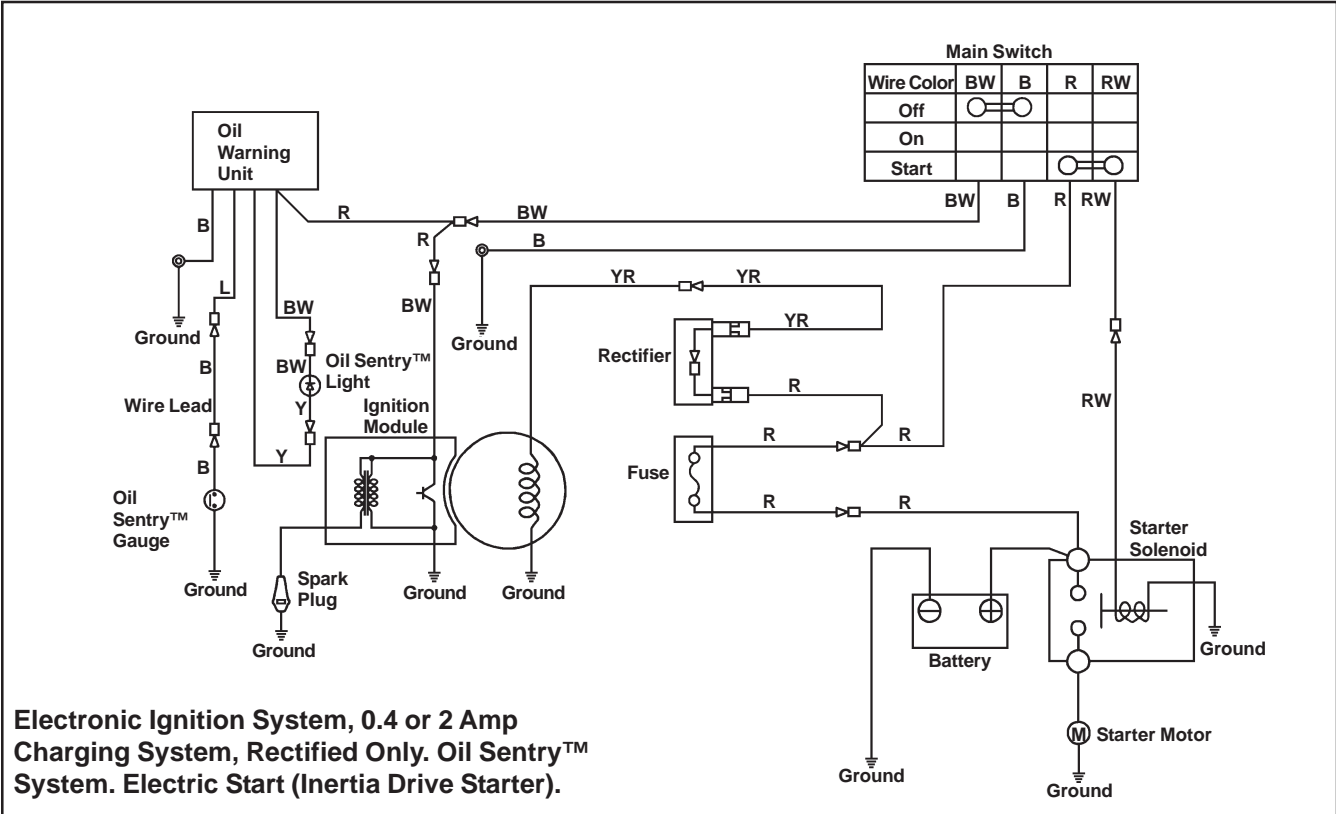 Main Switch
Wire Color BW B R RW
Off
On
Start
BW B R RW
Oil
Warning
Unit
B
R
BW
R
B
YR YR
L
BW
BW
Ground
Ground
YR
B
BW
Oil Sentry™
Light
Rectifier
R
Wire Lead
Y
Ignition
Module
RW
R R
B
Y
Fuse
Oil
Sentry™
Gauge
R R
Starter
Solenoid
Ground
Spark
Plug
Ground
Ground
Ground
Ground
Battery
Electronic Ignition System, 0.4 or 2 Amp
Charging System, Rectified Only. Oil Sentry™
System. Electric Start (Inertia Drive Starter).
M Starter Motor
Ground
Ground